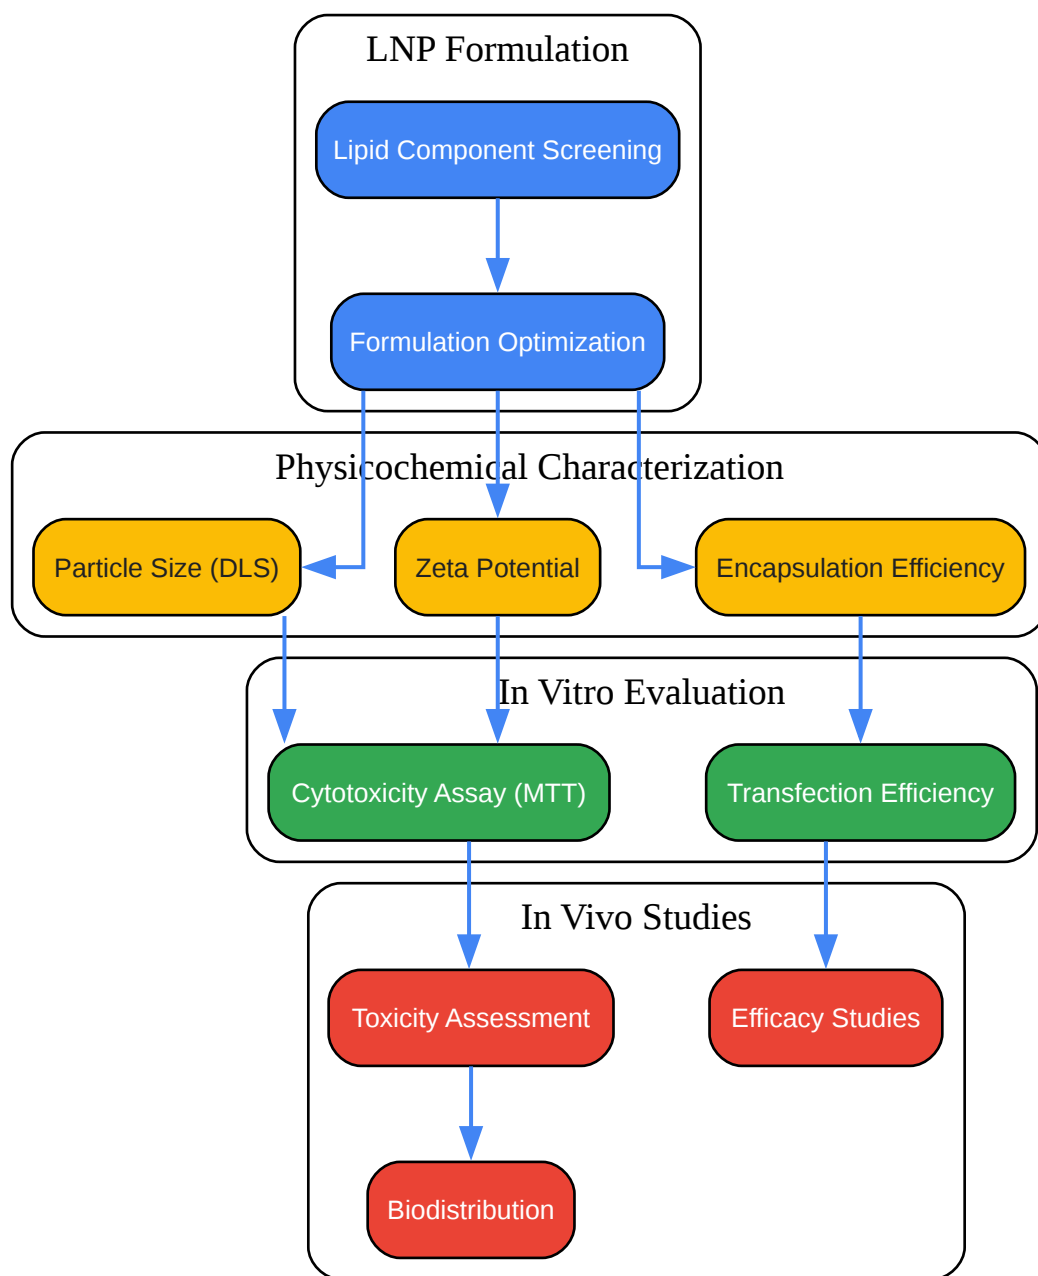 LNP Formulation
Lipid Component Screening
Formulation Optimization
Physicochemical Characterization
Particle Size (DLS)
Zeta Potential
Encapsulation Efficiency
In Vitro Evaluation
Cytotoxicity Assay (MTT)
Transfection Efficiency
In Vivo Studies
Toxicity Assessment
Efficacy Studies
Biodistribution